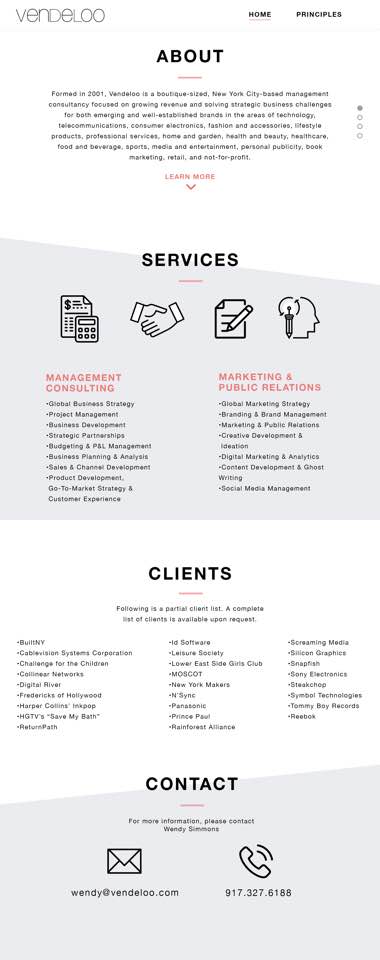 VENDELOO
HOME PRINCIPLES
ABOUT
Formed in 2001, Vendeloo is a boutique-sized, New York City-based management
consultancy focused on growing revenue and solving strategic business challenges
for both emerging and well-established brands in the areas of technology,
telecommunications, consumer electronics, fashion and accessories, lifestyle
products, professional services, home and garden, health and beauty, healthcare,
food and beverage, sports, media and entertainment, personal publicity, book
marketing, retail, and not-for-profit.
LEARN MORE
SERVICES
$
MANAGEMENT
CONSULTING
•Global Business Strategy
•Project Management
•Business Development
•Strategic Partnerships
•Budgeting & P&L Management
•Business Planning & Analysis
•Sales & Channel Development
•Product Development,
Go-To-Market Strategy &
Customer Experience
MARKETING &
PUBLIC RELATIONS
•Global Marketing Strategy
•Branding & Brand Management
•Marketing & Public Relations
•Creative Development &
Ideation
•Digital Marketing & Analytics
•Content Development & Ghost
Writing
•Social Media Management
CLIENTS
Following is a partial client list. A complete
list of clients is available upon request.
•BuiltNY
•Cablevision Systems Corporation
•Challenge for the Children
•Collinear Networks
•Digital River
•Fredericks of Hollywood
•Harper Collins' Inkpop
•HGTV's "Save My Bath"
•ReturnPath
•Id Software
•Leisure Society
•Lower East Side Girls Club
•MOSCOT
•New York Makers
•N'Sync
•Panasonic
•Prince Paul
•Rainforest Alliance
•Screaming Media
•Silicon Graphics
•Snapfish
•Sony Electronics
•Steakchop
•Symbol Technologies
•Tommy Boy Records
•Reebok
CONTACT
For more information, please contact
Wendy Simmons
wendy@vendeloo.com
917.327.6188